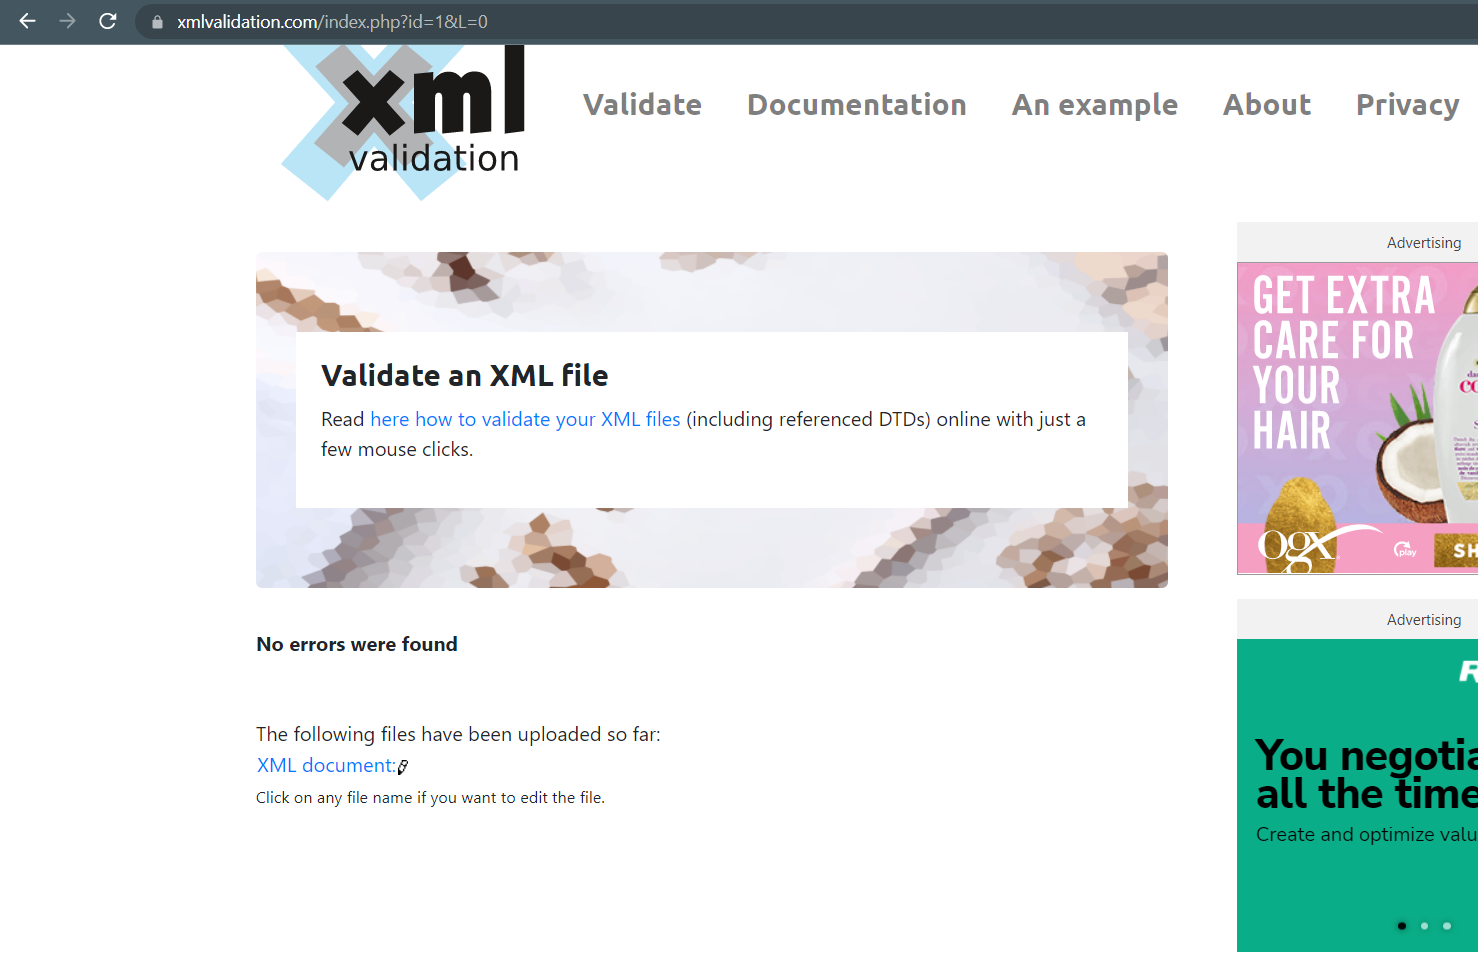 xmlvalidation.com/index.php?id=1&L=0
xml
validation
Validate
Documentation
An example
About
Privacy
Advertising
GET EXTRA
CARE FOR
YOUR
HAIR
ogx
play
Validate an XML file
Read here how to validate your XML files (including referenced DTDs) online with just a
few mouse clicks.
No errors were found
The following files have been uploaded so far:
XML document:
Click on any file name if you want to edit the file.
Advertising
You negotia
all the time
Create and optimize valu